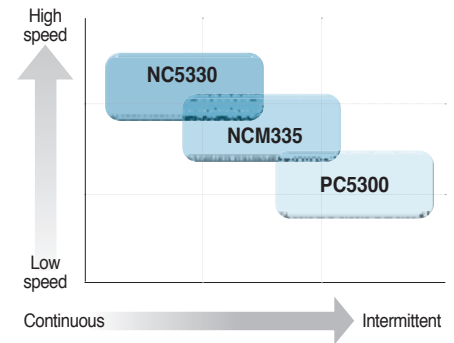 High
speed
NC5330
NCM335
PC5300
Low
speed
Continuous
Intermittent